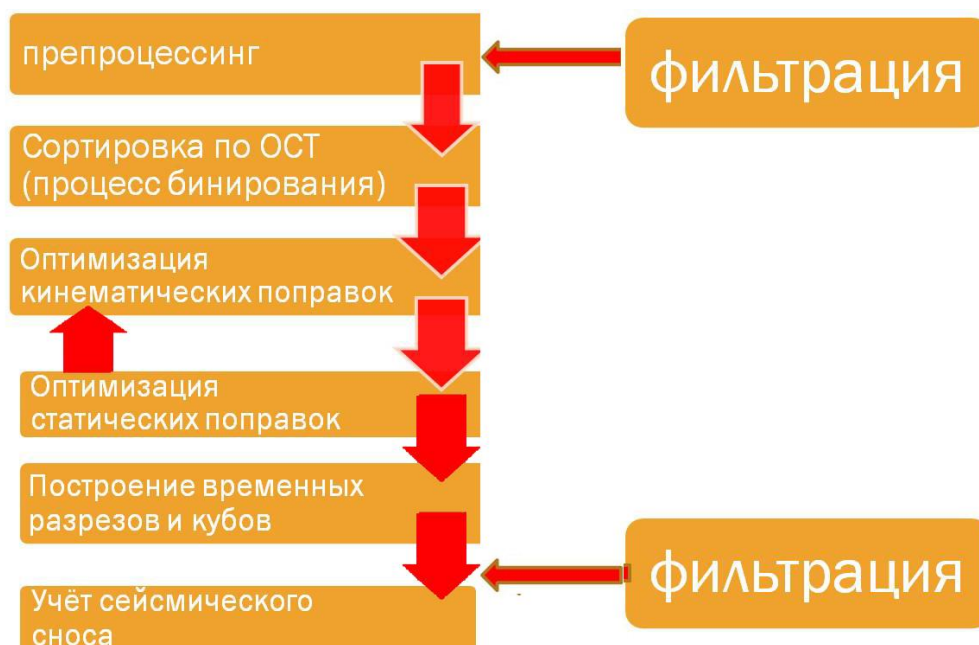 препроцессинг
фильтрация
Сортировка по ОСТ
(процесс бинирования)
Оптимизация
кинематических поправок
Оптимизация
статических поправок
Построение временных
разрезов и кубов
фильтрация
Учёт сейсмического
сноса